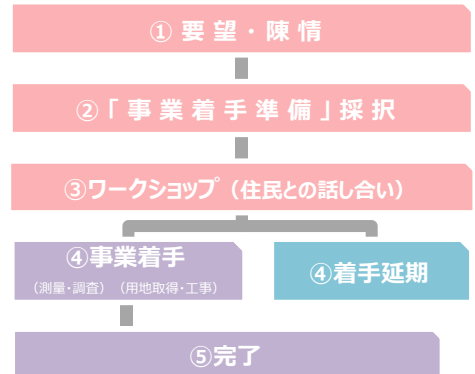 ①要望・陳情
②「事業着手準備」採択
③ワークショップ（住民との話し合い）
④事業着手
（測量・調査）（用地取得・工事）
④着手延期
⑤完了